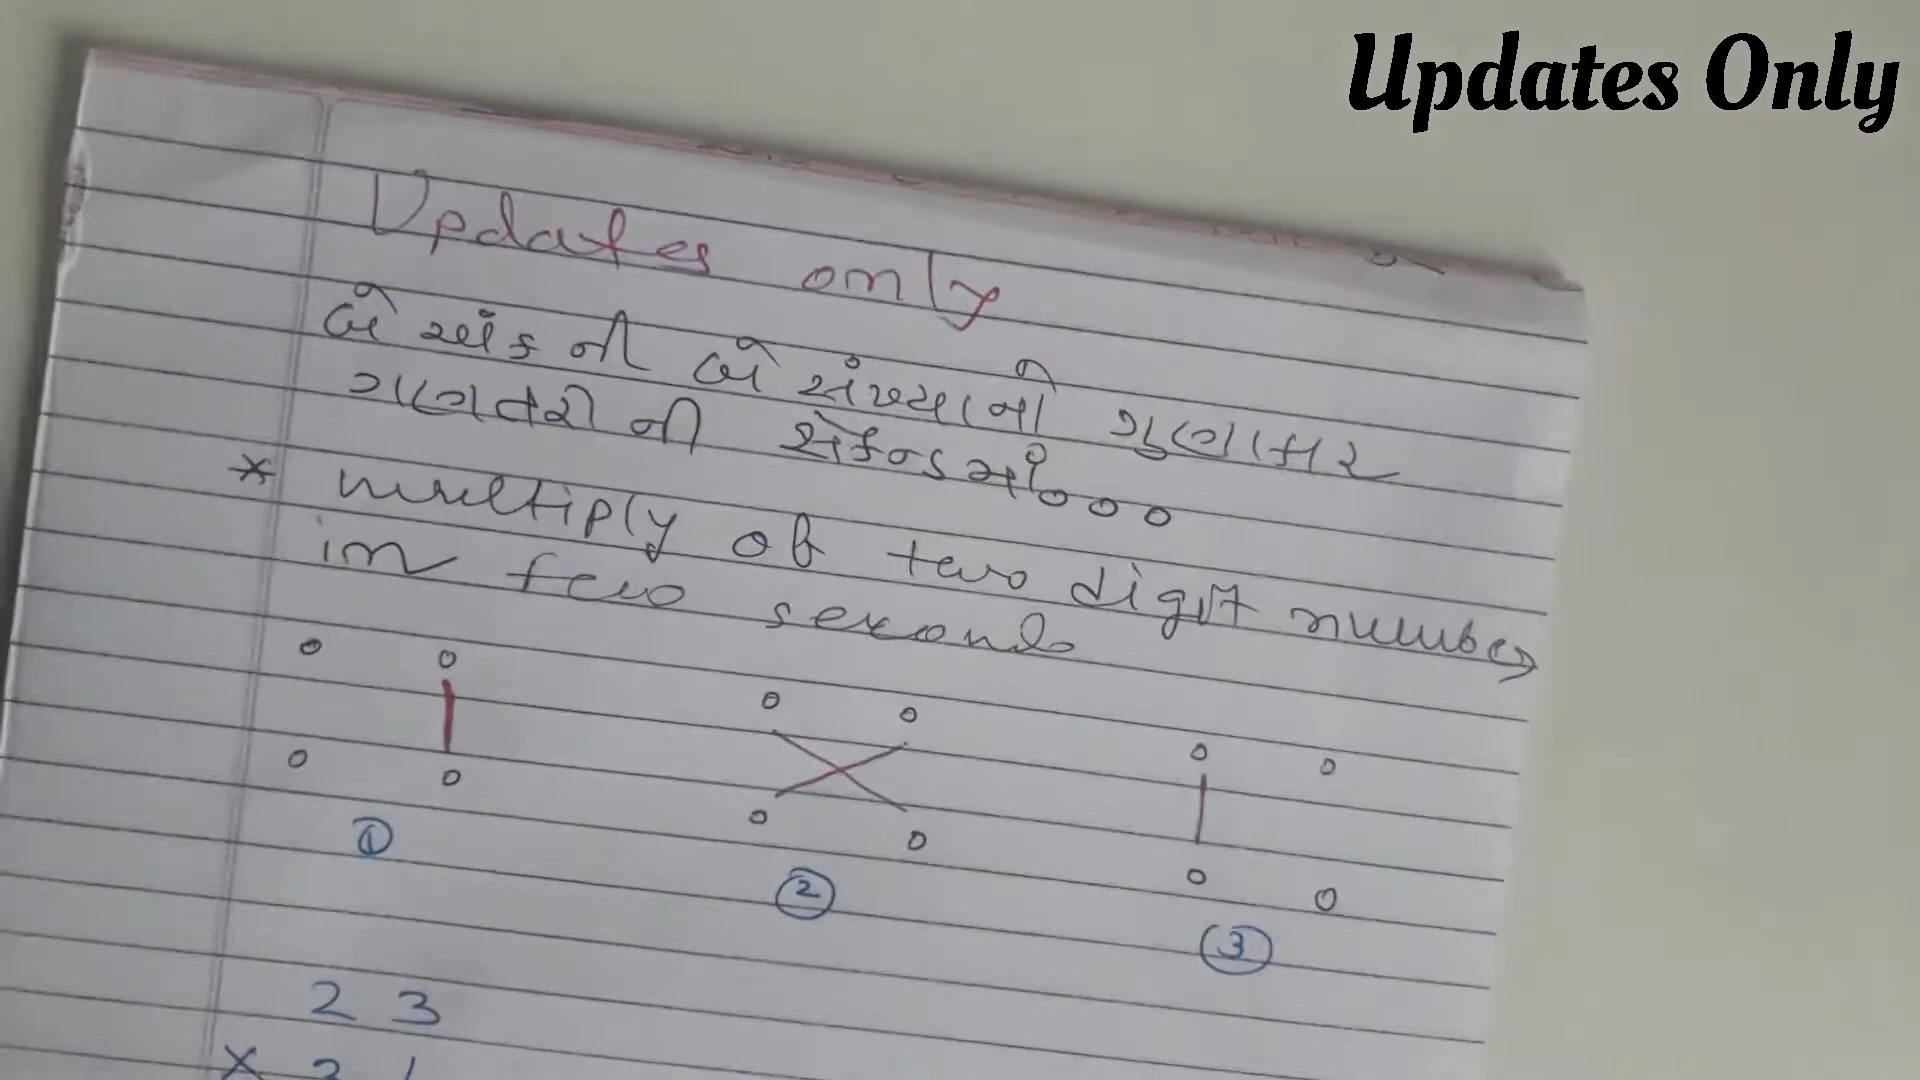 Updates Only
Updates only
બે અંક ની બે સંખ્યાનો ગુણાકાર
ગણતરી ની સેકન્ડમાં...
* multiply of two digit number
in few seconds
① ② ③
2 3
×